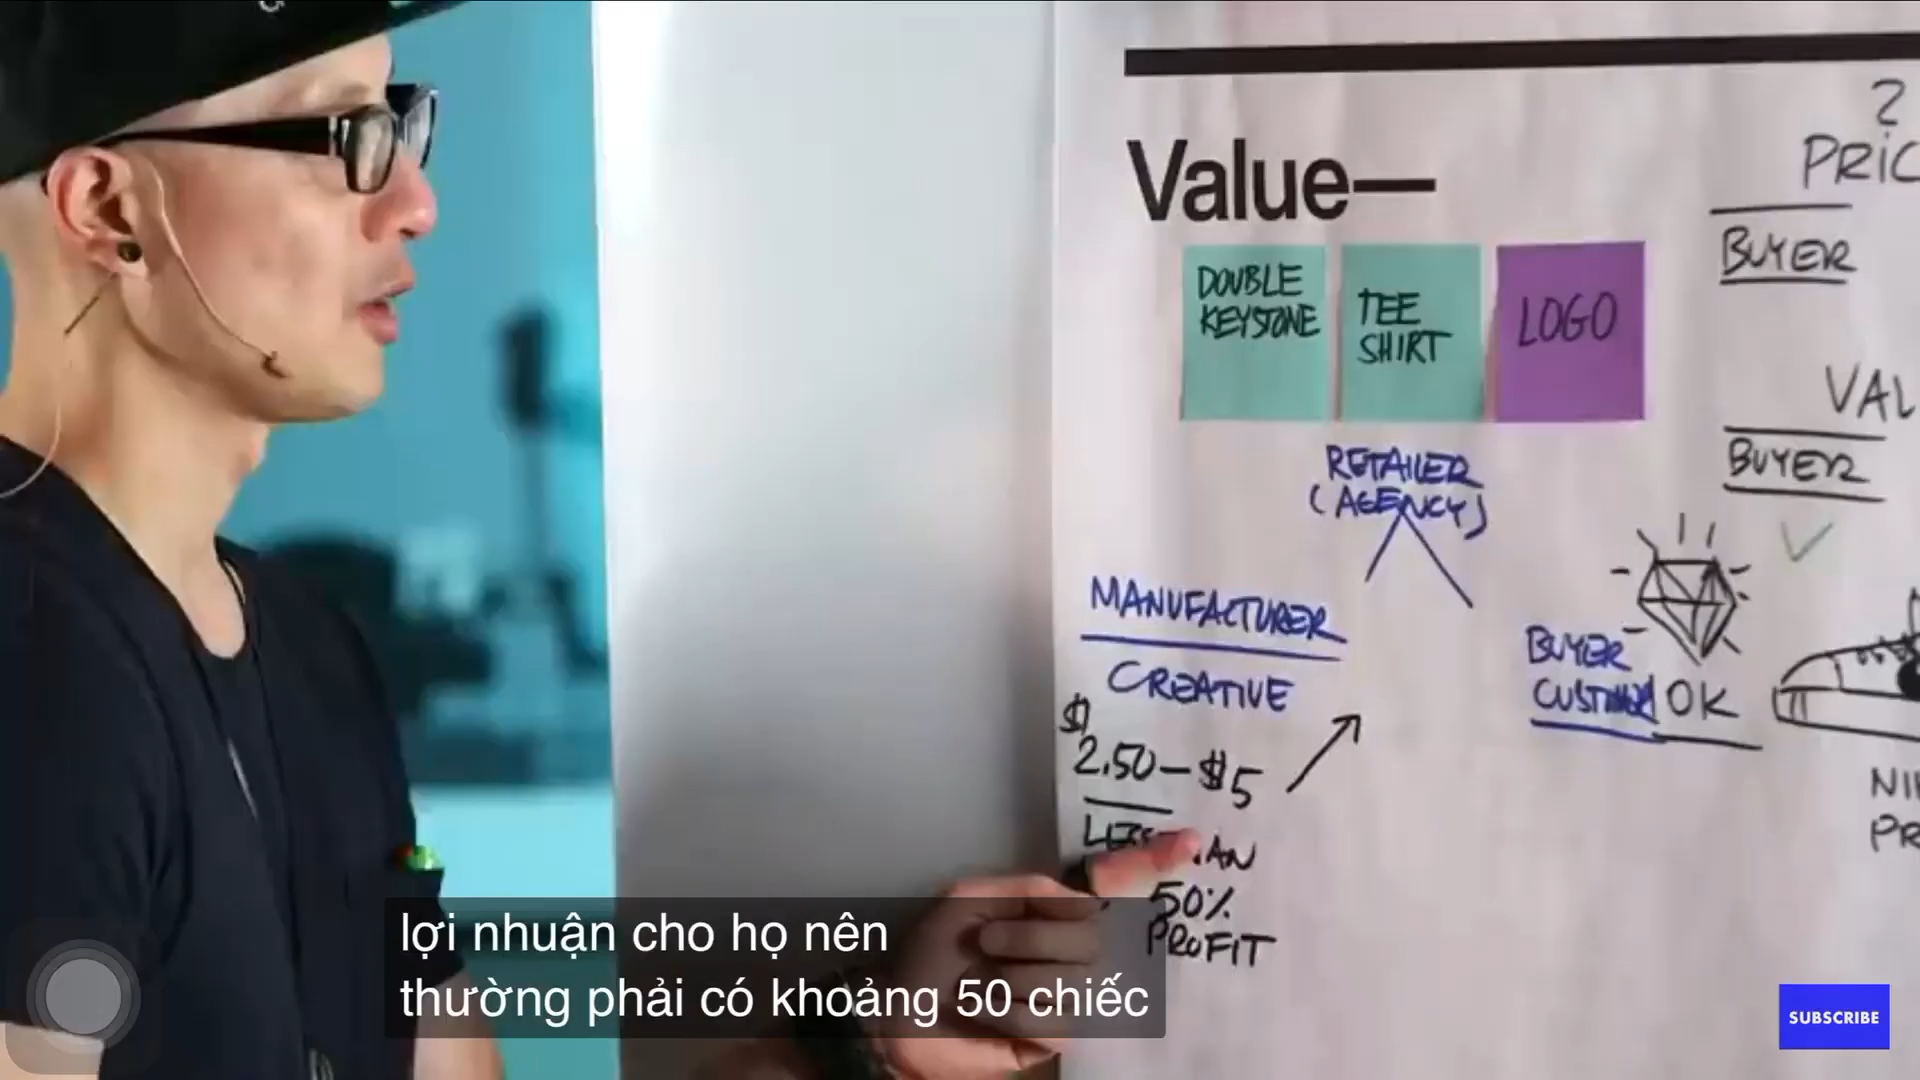 Value—
DOUBLE
KEYSTONE
TEE
SHIRT
LOGO
?
PRIC
BUYER
VAL
BUYER
RETAILER
(AGENCY)
MANUFACTURER
CREATIVE
BUYER
OK
$
2.50 — $5
50%
PROFIT
lợi nhuận cho họ nên
thường phải có khoảng 50 chiếc
SUBSCRIBE